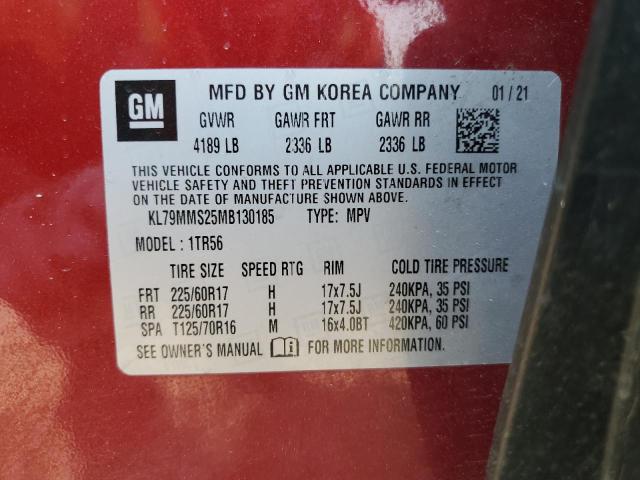 GM
MFD BY GM KOREA COMPANY 01/21
GVWR GAWR FRT GAWR RR
4189 LB 2336 LB 2336 LB
THIS VEHICLE CONFORMS TO ALL APPLICABLE U.S. FEDERAL MOTOR
VEHICLE SAFETY AND THEFT PREVENTION STANDARDS IN EFFECT
ON THE DATE OF MANUFACTURE SHOWN ABOVE.
KL79MMS25MB130185 TYPE: MPV
MODEL: 1TR56
TIRE SIZE SPEED RTG RIM COLD TIRE PRESSURE
FRT 225/60R17 H 17x7.5J 240KPA, 35 PSI
RR 225/60R17 H 17x7.5J 240KPA, 35 PSI
SPA T125/70R16 M 16x4.0BT 420KPA, 60 PSI
SEE OWNER'S MANUAL FOR MORE INFORMATION.